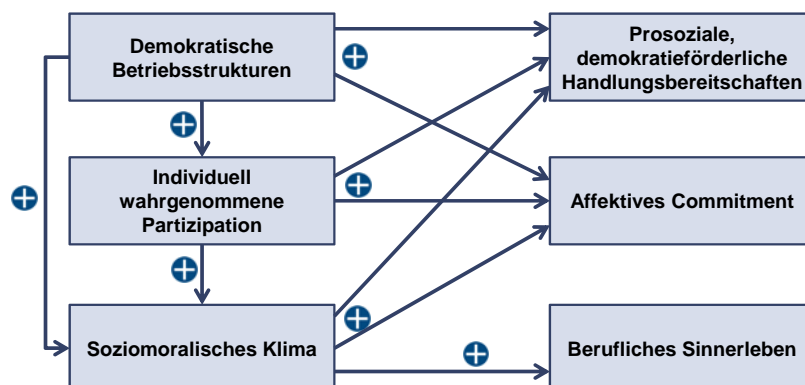 Demokratische
Betriebsstrukturen
Prosoziale,
demokratieförderliche
Handlungsbereitschaften
Individuell
wahrgenommene
Partizipation
Affektives Commitment
Soziomoralisches Klima
Berufliches Sinnerleben